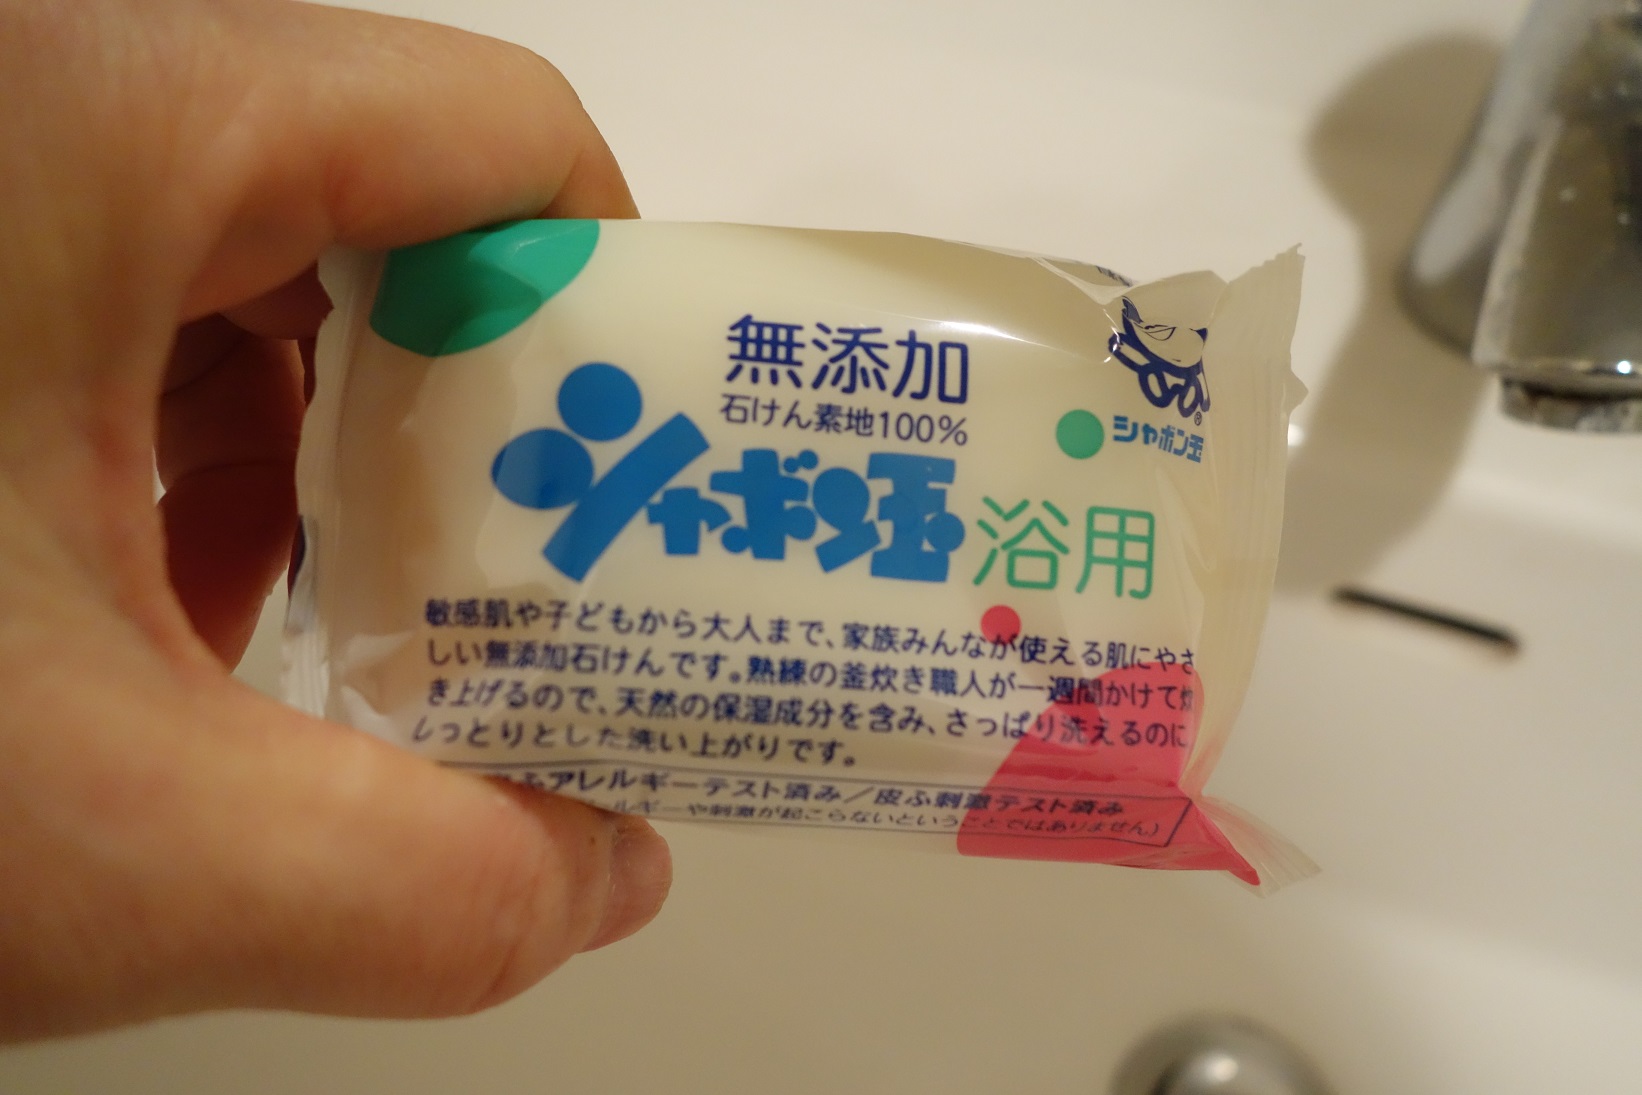 無添加
石けん素地100%
シャボン玉
浴用
®
シャボン玉
敏感肌や子どもから大人まで、家族みんなが使える肌にやさ
しい無添加石けんです。熟練の釜炊き職人が一週間かけて炊
き上げるので、天然の保湿成分を含み、さっぱり洗えるのに
しっとりとした洗い上がりです。
ふアレルギーテスト済み／皮ふ刺激テスト済み
ルギーや刺激が起こらないということではありません)